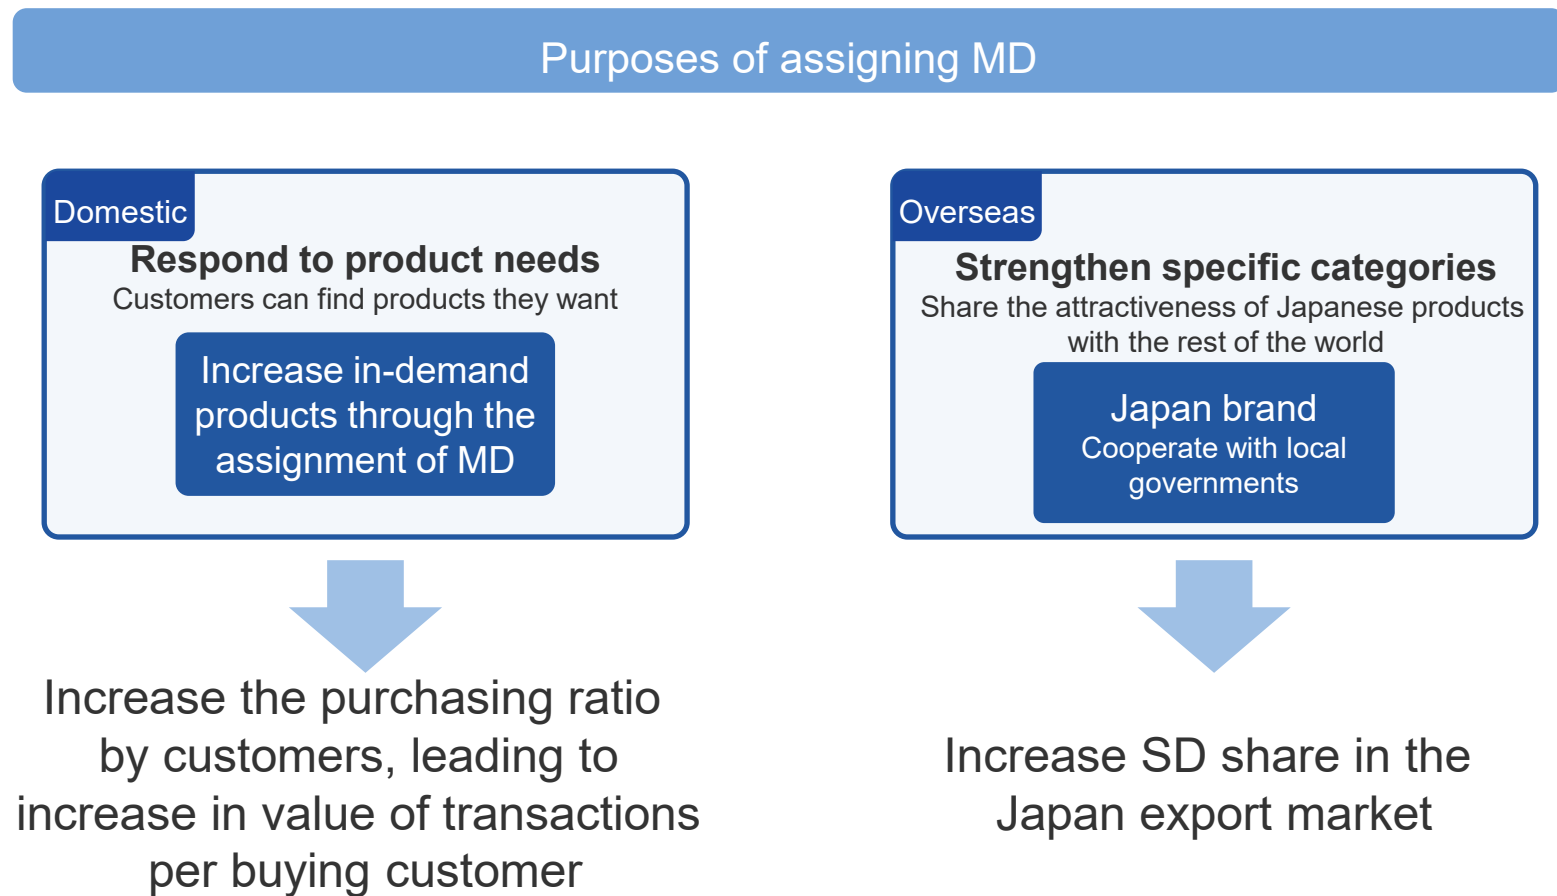 Purposes of assigning MD
Domestic
Respond to product needs
Customers can find products they want
Increase in-demand
products through the
assignment of MD
Increase the purchasing ratio
by customers, leading to
increase in value of transactions
per buying customer
Overseas
Strengthen specific categories
Share the attractiveness of Japanese products
with the rest of the world
Japan brand
Cooperate with local
governments
Increase SD share in the
Japan export market